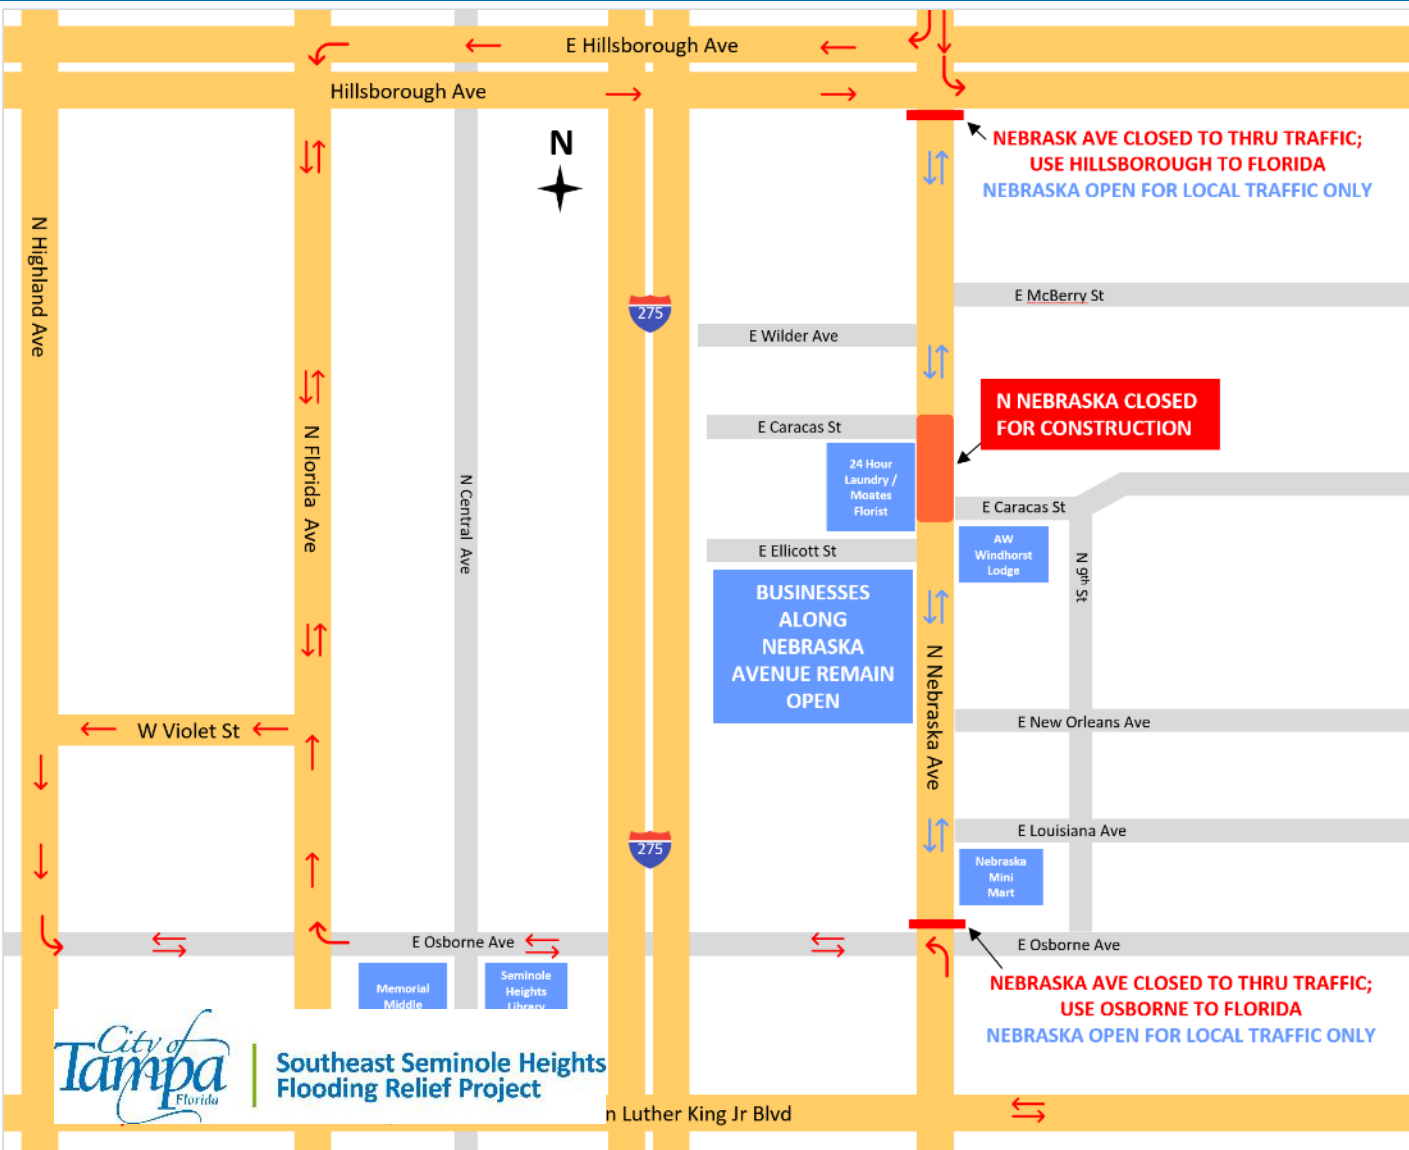 E Hillsborough Ave
Hillsborough Ave
N
NEBRASK AVE CLOSED TO THRU TRAFFIC;
USE HILLSBOROUGH TO FLORIDA
NEBRASKA OPEN FOR LOCAL TRAFFIC ONLY
N Highland Ave
E McBerry St
275
E Wilder Ave
N NEBRASKA CLOSED
FOR CONSTRUCTION
E Caracas St
N Florida Ave
24 Hour
Laundry /
Moates
Florist
N Central Ave
E Caracas St
AW
Windhorst
Lodge
E Ellicott St
N 9th St
BUSINESSES
ALONG
NEBRASKA
AVENUE REMAIN
OPEN
N Nebraska Ave
W Violet St
E New Orleans Ave
E Louisiana Ave
275
Nebraska
Mini
Mart
E Osborne Ave
E Osborne Ave
Memorial
Middle
Seminole
Heights
Library
NEBRASKA AVE CLOSED TO THRU TRAFFIC;
USE OSBORNE TO FLORIDA
NEBRASKA OPEN FOR LOCAL TRAFFIC ONLY
City of
Tampa
Florida
Southeast Seminole Heights
Flooding Relief Project
n Luther King Jr Blvd